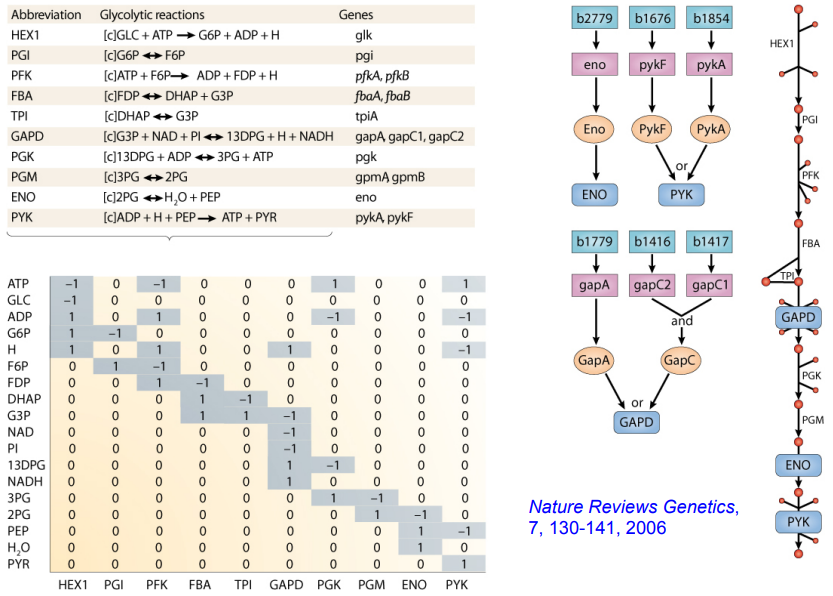 Abbreviation Glycolytic reactions Genes
HEX1 [c]GLC + ATP → G6P + ADP + H glk
PGI [c]G6P ↔ F6P pgi
PFK [c]ATP + F6P → ADP + FDP + H pfkA, pfkB
FBA [c]FDP ↔ DHAP + G3P fbaA, fbaB
TPI [c]DHAP ↔ G3P tpiA
GAPD [c]G3P + NAD + PI ↔ 13DPG + H + NADH gapA, gapC1, gapC2
PGK [c]13DPG + ADP ↔ 3PG + ATP pgk
PGM [c]3PG ↔ 2PG gpmA, gpmB
ENO [c]2PG ↔ H₂O + PEP eno
PYK [c]ADP + H + PEP → ATP + PYR pykA, pykF
ATP –1 0 –1 0 0 0 1 0 0 1
GLC –1 0 0 0 0 0 0 0 0 0
ADP 1 0 1 0 0 0 –1 0 0 –1
G6P 1 –1 0 0 0 0 0 0 0 0
H 1 0 1 0 0 1 0 0 0 –1
F6P 0 1 –1 0 0 0 0 0 0 0
FDP 0 0 1 –1 0 0 0 0 0 0
DHAP 0 0 0 1 –1 0 0 0 0 0
G3P 0 0 0 1 1 –1 0 0 0 0
NAD 0 0 0 0 0 –1 0 0 0 0
PI 0 0 0 0 0 –1 0 0 0 0
13DPG 0 0 0 0 0 1 –1 0 0 0
NADH 0 0 0 0 0 1 0 0 0 0
3PG 0 0 0 0 0 0 1 –1 0 0
2PG 0 0 0 0 0 0 0 1 –1 0
PEP 0 0 0 0 0 0 0 0 1 –1
H₂O 0 0 0 0 0 0 0 0 1 0
PYR 0 0 0 0 0 0 0 0 0 1
HEX1 PGI PFK FBA TPI GAPD PGK PGM ENO PYK
b2779 b1676 b1854
eno pykF pykA
Eno PykF PykA
or
ENO PYK
b1779 b1416 b1417
gapA gapC2 gapC1
and
GapA GapC
or
GAPD
Nature Reviews Genetics,
7, 130-141, 2006
HEX1
PGI
PFK
FBA
TPI
GAPD
PGK
PGM
ENO
PYK